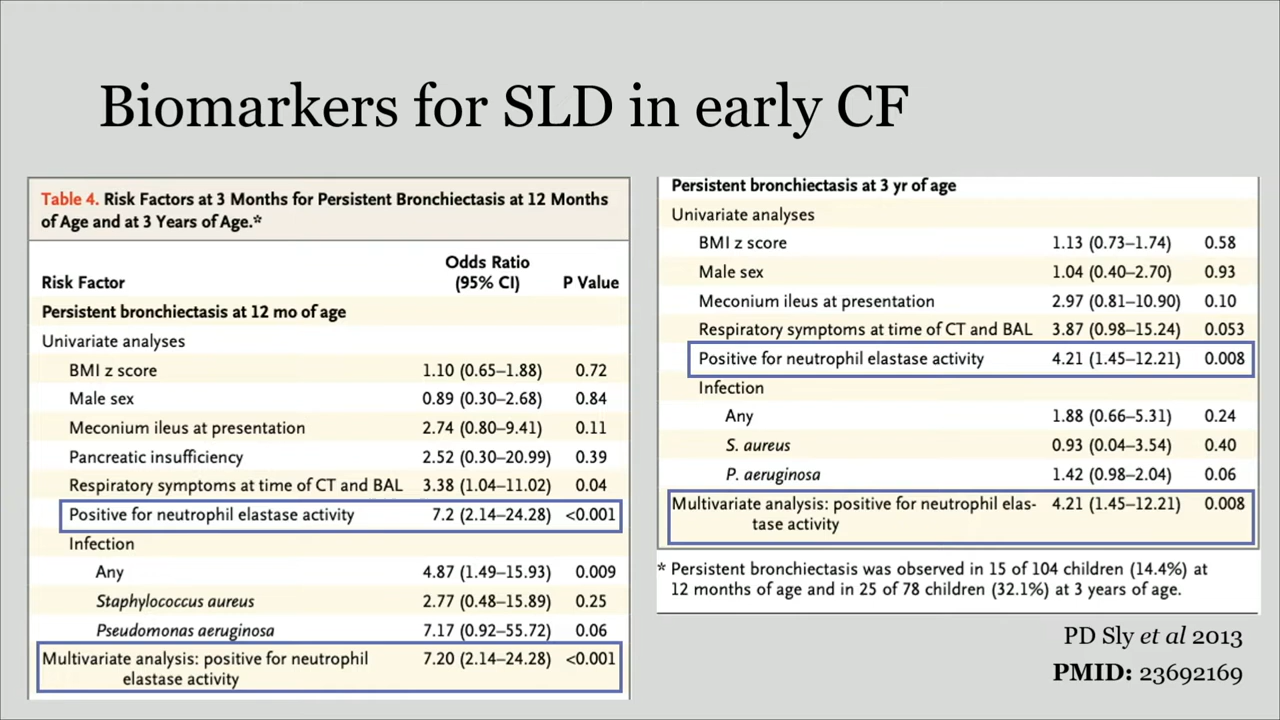 Biomarkers for SLD in early CF
Table 4. Risk Factors at 3 Months for Persistent Bronchiectasis at 12 Months
of Age and at 3 Years of Age.*
Odds Ratio
Risk Factor (95% CI) P Value
Persistent bronchiectasis at 12 mo of age
Univariate analyses
BMI z score 1.10 (0.65–1.88) 0.72
Male sex 0.89 (0.30–2.68) 0.84
Meconium ileus at presentation 2.74 (0.80–9.41) 0.11
Pancreatic insufficiency 2.52 (0.30–20.99) 0.39
Respiratory symptoms at time of CT and BAL 3.38 (1.04–11.02) 0.04
Positive for neutrophil elastase activity 7.2 (2.14–24.28) <0.001
Infection
Any 4.87 (1.49–15.93) 0.009
Staphylococcus aureus 2.77 (0.48–15.89) 0.25
Pseudomonas aeruginosa 7.17 (0.92–55.72) 0.06
Multivariate analysis: positive for neutrophil 7.20 (2.14–24.28) <0.001
elastase activity
Persistent bronchiectasis at 3 yr of age
Univariate analyses
BMI z score 1.13 (0.73–1.74) 0.58
Male sex 1.04 (0.40–2.70) 0.93
Meconium ileus at presentation 2.97 (0.81–10.90) 0.10
Respiratory symptoms at time of CT and BAL 3.87 (0.98–15.24) 0.053
Positive for neutrophil elastase activity 4.21 (1.45–12.21) 0.008
Infection
Any 1.88 (0.66–5.31) 0.24
S. aureus 0.93 (0.04–3.54) 0.40
P. aeruginosa 1.42 (0.98–2.04) 0.06
Multivariate analysis: positive for neutrophil elas- 4.21 (1.45–12.21) 0.008
tase activity
* Persistent bronchiectasis was observed in 15 of 104 children (14.4%) at
12 months of age and in 25 of 78 children (32.1%) at 3 years of age.
PD Sly et al 2013
PMID: 23692169